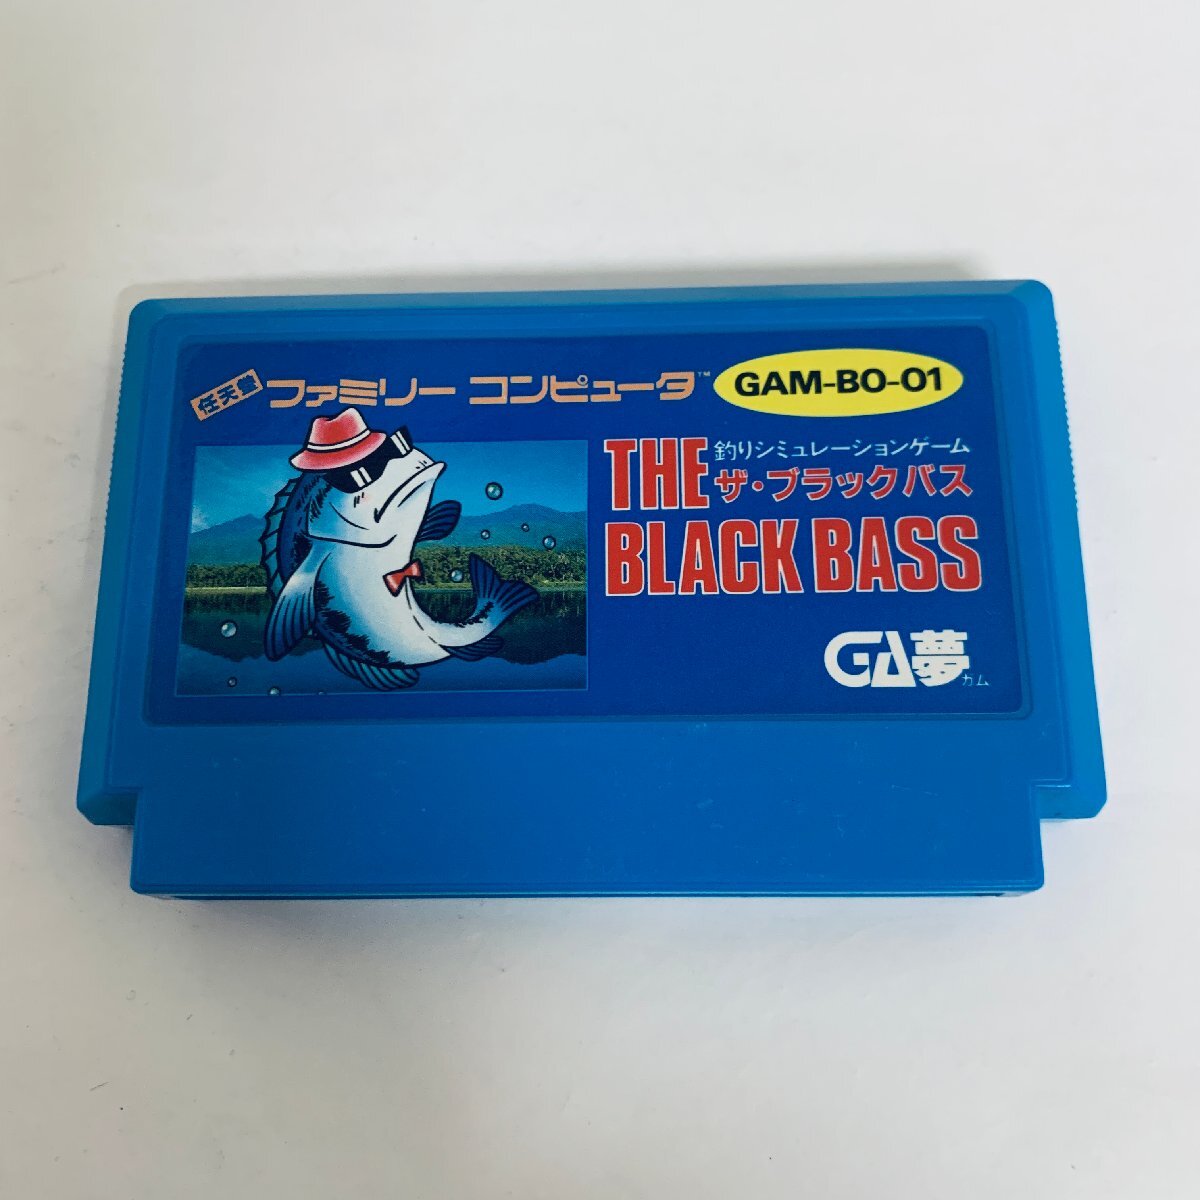 任天堂 ファミリー コンピュータ™
GAM-BO-01
釣りシミュレーションゲーム
ザ・ブラックバス
THE
BLACK BASS
GA夢
ガム